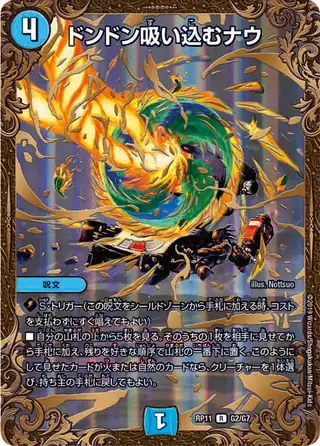 4
ドンドン吸い込むナウ
すこ
illus. Nottsuo
呪文
S・トリガー(この呪文をシールドゾーンから手札に加える時、コスト
を支払わずにすぐ唱えてもよい)
■自分の山札の上から5枚を見る。そのうちの1枚を相手に見せてか
ら手札に加え、残りを好きな順序で山札の一番下に置く。このようにし
て見せたカードが火または自然のカードなら、クリーチャーを1体選
び、持ち主の手札に戻してもよい。
1
RP11 R G2/G7
©2019 Wizards/Shogakukan/Mitsui-Kids